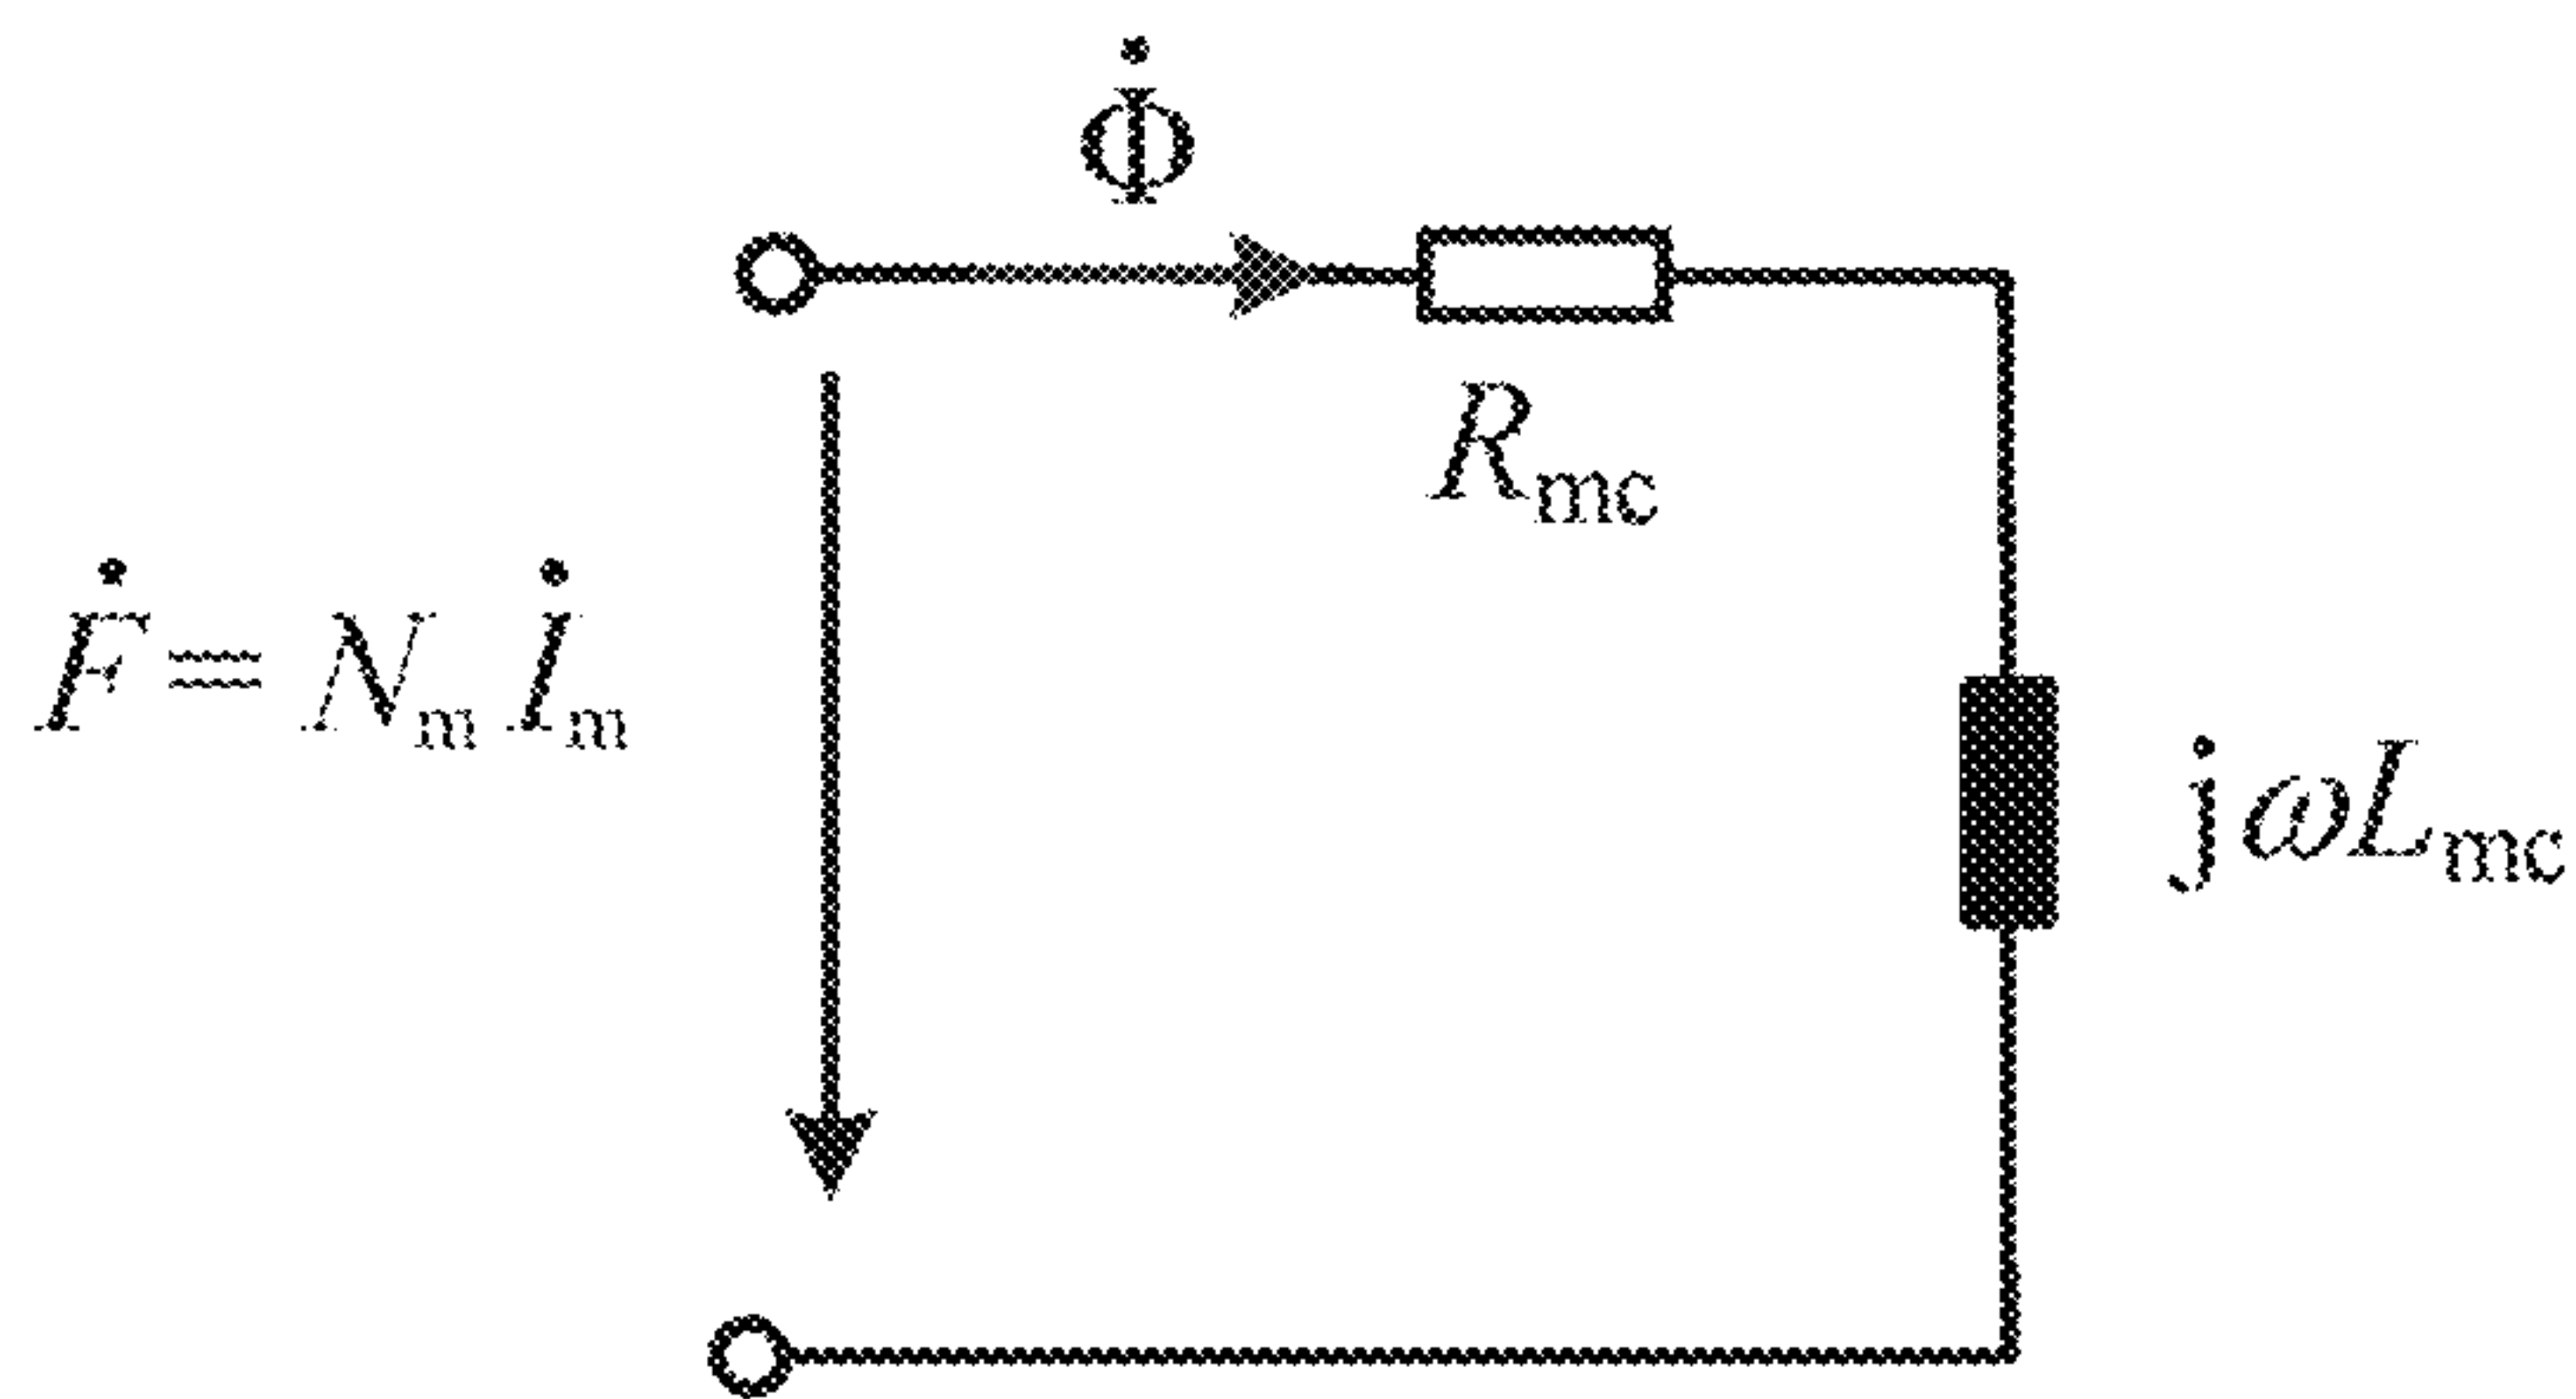 Φ̇
R_mc
Ḟ = N_m İ_m
jωL_mc